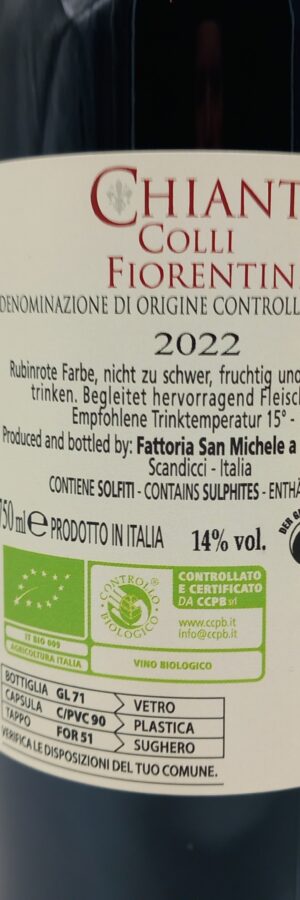 CHIANT
COLLI
FIORENTIN
DENOMINAZIONE DI ORIGINE CONTROLL
2022
Rubinrote Farbe, nicht zu schwer, fruchtig un
trinken. Begleitet hervorragend Fleisc
Empfohlene Trinktemperatur 15° -
Produced and bottled by: Fattoria San Michele a
Scandicci - Italia
CONTIENE SOLFITI - CONTAINS SULPHITES - ENTHÄ
750 ml e PRODOTTO IN ITALIA 14% vol.
DER G
IT BIO 009
AGRICOLTURA ITALIA
CONTROLLO BIOLOGICO ®
CONTROLLATO
E CERTIFICATO
DA CCPB srl
www.ccpb.it
info@ccpb.it
VINO BIOLOGICO
BOTTIGLIA GL 71 VETRO
CAPSULA C/PVC 90 PLASTICA
TAPPO FOR 51 SUGHERO
VERIFICA LE DISPOSIZIONI DEL TUO COMUNE.